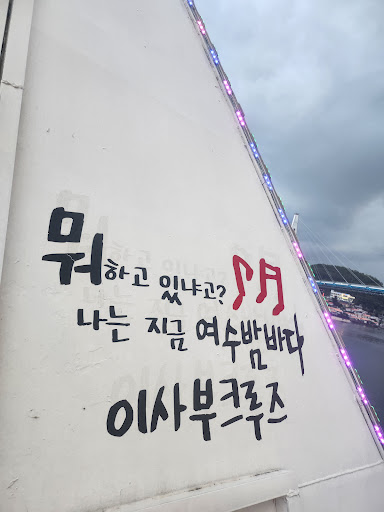 뭐하고 있냐고?
나는 지금 여수밤바다
이사부크루즈